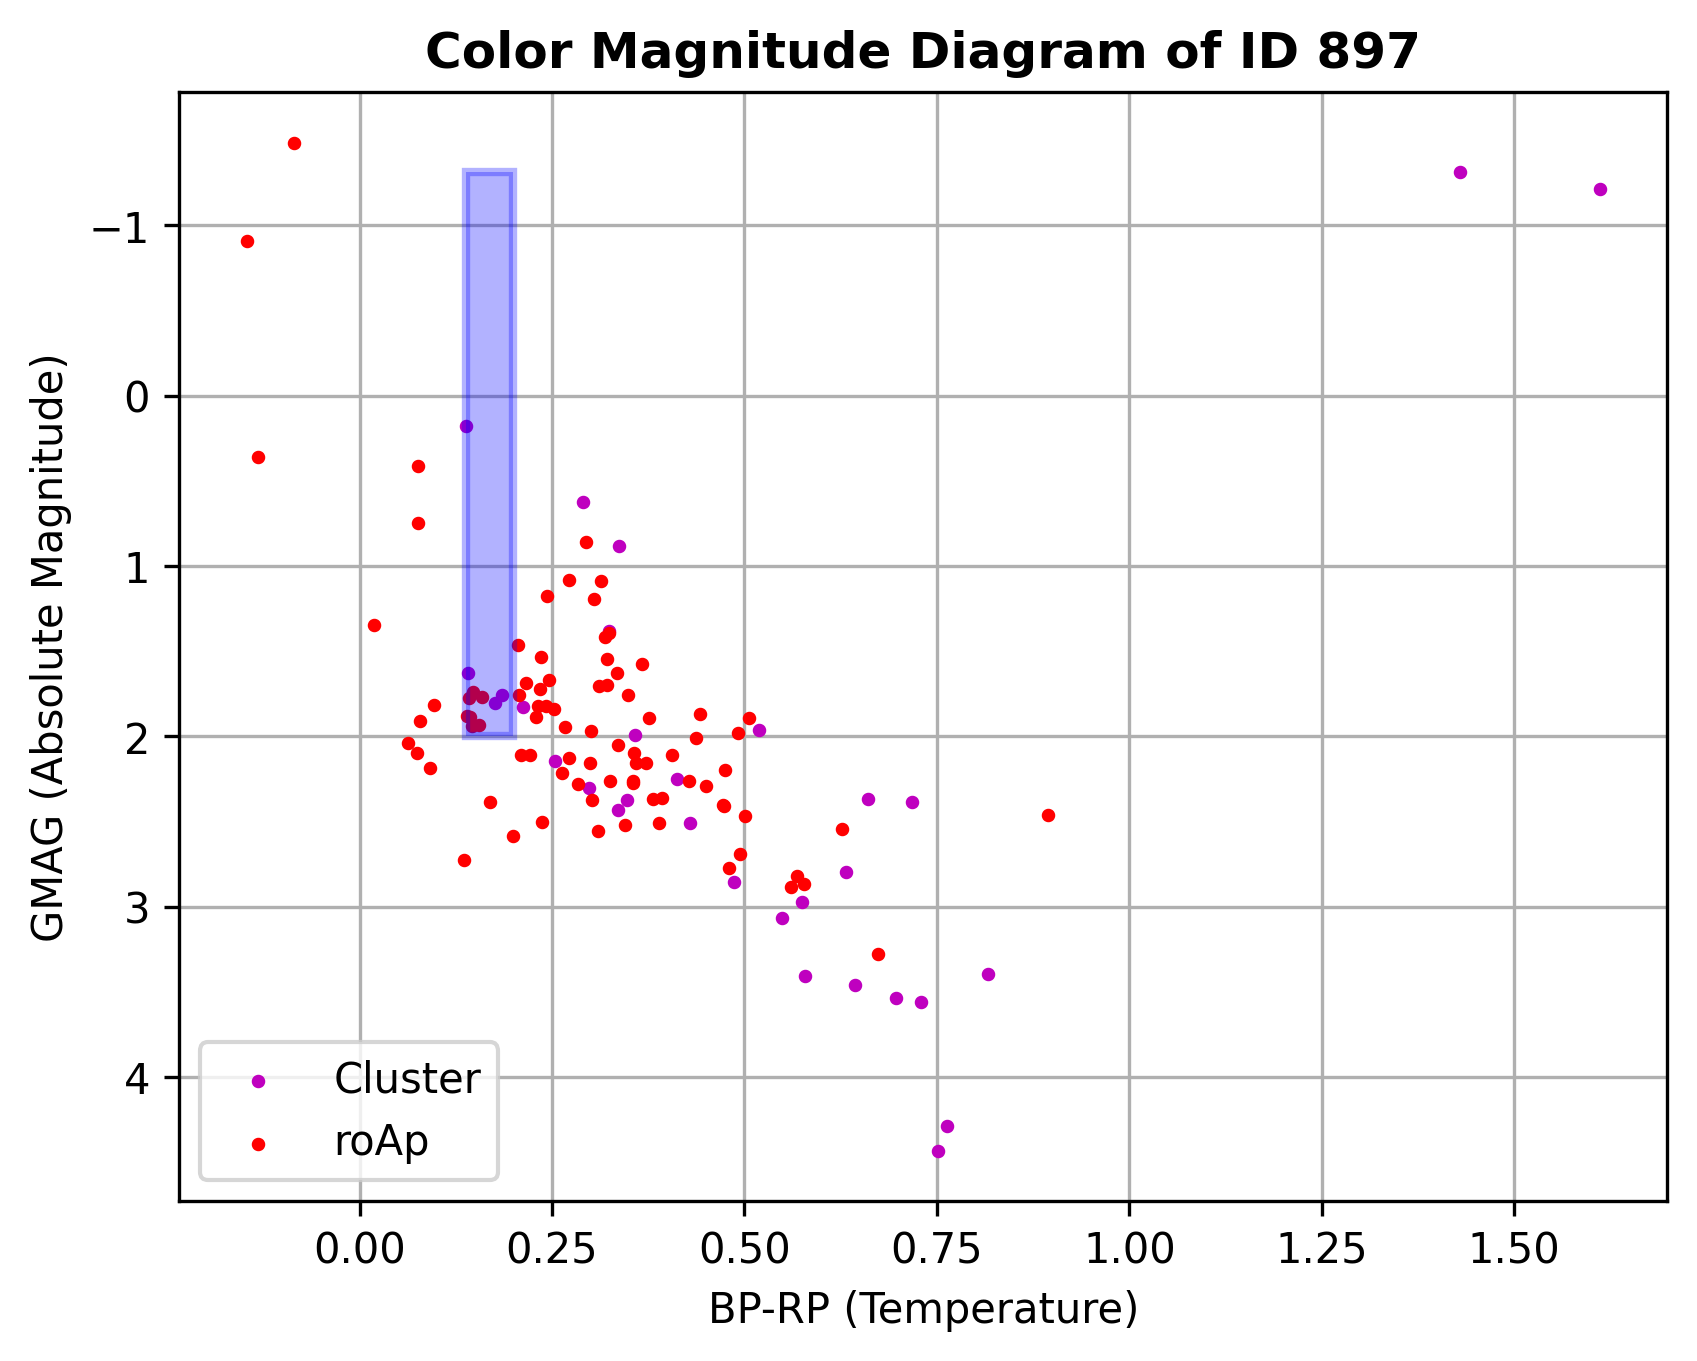 Color Magnitude Diagram of ID 897
−1
0
1
2
3
4
GMAG (Absolute Magnitude)
Cluster
roAp
0.00 0.25 0.50 0.75 1.00 1.25 1.50
BP-RP (Temperature)